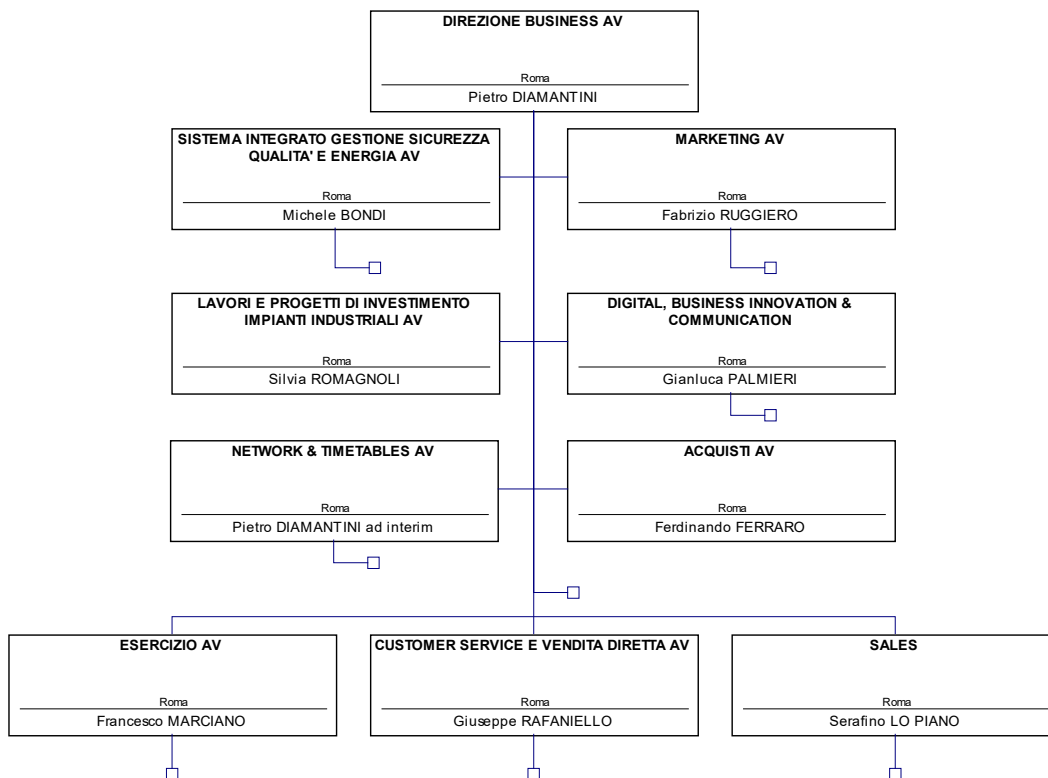 DIREZIONE BUSINESS AV
Roma
Pietro DIAMANTINI
SISTEMA INTEGRATO GESTIONE SICUREZZA
QUALITA' E ENERGIA AV
Roma
Michele BONDI
MARKETING AV
Roma
Fabrizio RUGGIERO
LAVORI E PROGETTI DI INVESTIMENTO
IMPIANTI INDUSTRIALI AV
Roma
Silvia ROMAGNOLI
DIGITAL, BUSINESS INNOVATION &
COMMUNICATION
Roma
Gianluca PALMIERI
NETWORK & TIMETABLES AV
Roma
Pietro DIAMANTINI ad interim
ACQUISTI AV
Roma
Ferdinando FERRARO
ESERCIZIO AV
Roma
Francesco MARCIANO
CUSTOMER SERVICE E VENDITA DIRETTA AV
Roma
Giuseppe RAFANIELLO
SALES
Roma
Serafino LO PIANO